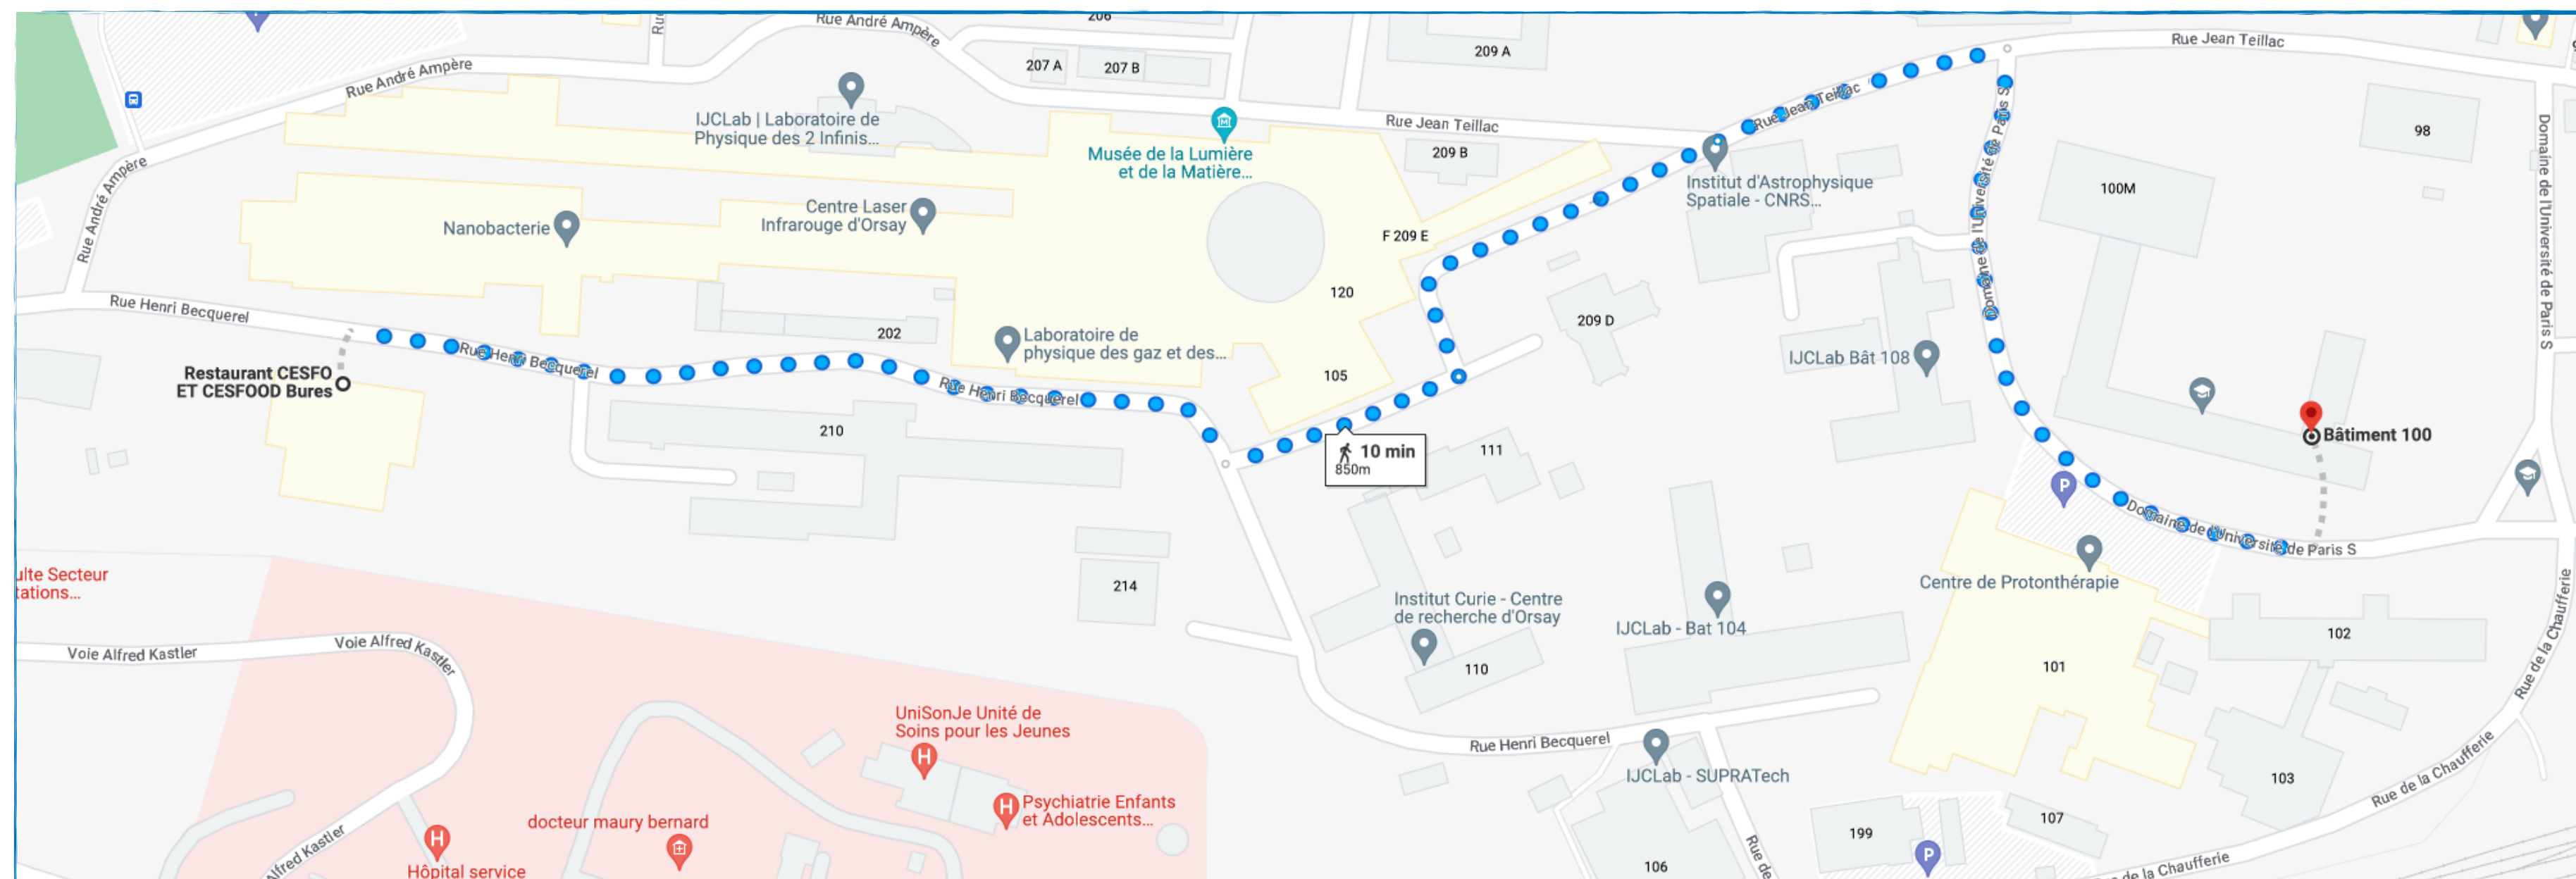 206
Rue André Ampère
Rue Jean Teillac
209 A
207 A
207 B
Rue André Ampère
IJCLab | Laboratoire de
Physique des 2 Infinis...
Rue Jean Teillac
Rue Jean Teillac
98
Musée de la Lumière
et de la Matière...
209 B
Institut d'Astrophysique
Spatiale - CNRS...
100M
Rue André Ampère
Nanobacterie
Centre Laser
Infrarouge d'Orsay
F 209 E
Domaine de l'Université de Paris S
Domaine de l'Université de Paris S
120
Rue Henri Becquerel
202
209 D
Laboratoire de
physique des gaz et des...
IJCLab Bât 108
Rue Henri Becquerel
Restaurant CESFO
ET CESFOOD Bures
105
Rue Henri Becquerel
210
10 min
850m
111
Bâtiment 100
P
Domaine de l'Université de Paris S
ulte Secteur
tations...
214
Centre de Protonthérapie
Institut Curie - Centre
de recherche d'Orsay
IJCLab - Bat 104
102
Rue de la Chaufferie
Voie Alfred Kastler
Voie Alfred Kastler
110
101
UniSonJe Unité de
Soins pour les Jeunes
H
Rue Henri Becquerel
IJCLab - SUPRATech
103
Rue de la Chaufferie
H
Psychiatrie Enfants
et Adolescents...
docteur maury bernard
H
Hôpital service
Alfred Kastler
199
107
P
106
Rue de
de la Chaufferie